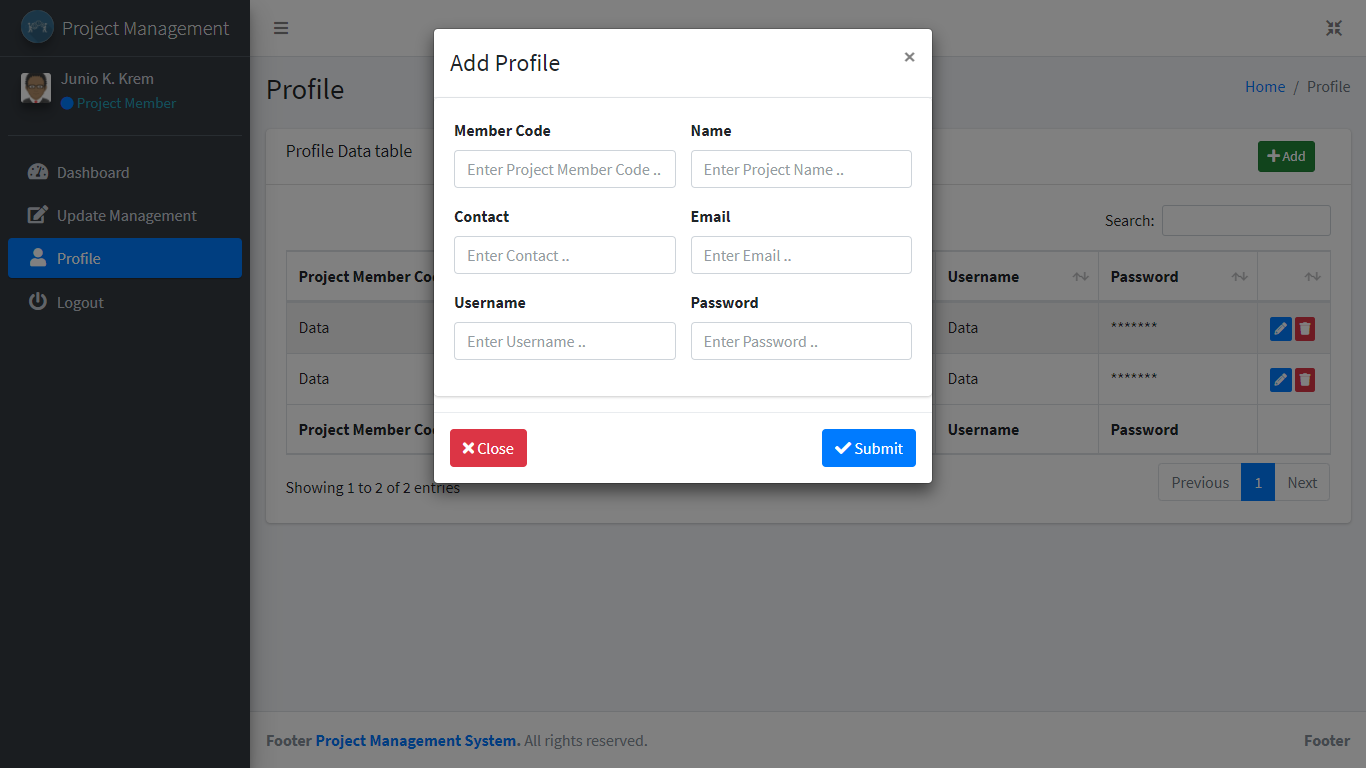 Project Management
Junio K. Krem
Project Member
Dashboard
Update Management
Profile
Logout
Profile
Home / Profile
Profile Data table
Add
Search:
Project Member Co
Username
Password
Data
Data
*******
Data
Data
*******
Project Member Co
Username
Password
Showing 1 to 2 of 2 entries
Previous 1 Next
Add Profile
×
Member Code
Name
Enter Project Member Code ..
Enter Project Name ..
Contact
Email
Enter Contact ..
Enter Email ..
Username
Password
Enter Username ..
Enter Password ..
Close
Submit
Footer Project Management System. All rights reserved.
Footer